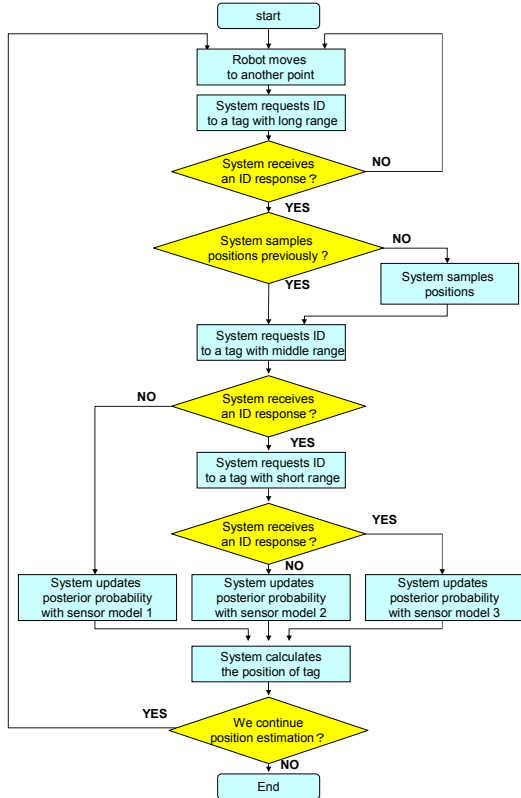 start
Robot moves
to another point
System requests ID
to a tag with long range
System receives
an ID response?
NO
YES
System samples
positions previously?
NO
YES
System samples
positions
System requests ID
to a tag with middle range
NO
System receives
an ID response?
YES
System requests ID
to a tag with short range
System receives
an ID response?
YES
NO
System updates
posterior probability
with sensor model 1
System updates
posterior probability
with sensor model 2
System updates
posterior probability
with sensor model 3
System calculates
the position of tag
YES
We continue
position estimation?
NO
End